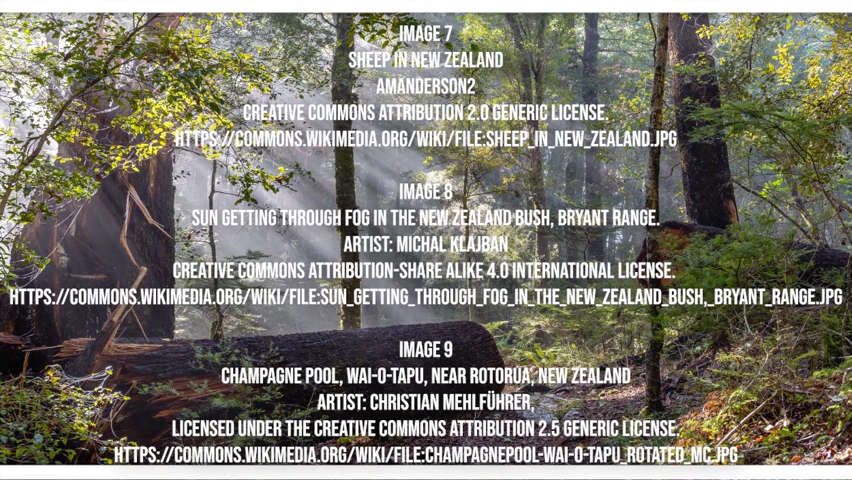 IMAGE 7
SHEEP IN NEW ZEALAND
AMANDERSON2
CREATIVE COMMONS ATTRIBUTION 2.0 GENERIC LICENSE.
HTTPS://COMMONS.WIKIMEDIA.ORG/WIKI/FILE:SHEEP_IN_NEW_ZEALAND.JPG
IMAGE 8
SUN GETTING THROUGH FOG IN THE NEW ZEALAND BUSH, BRYANT RANGE.
ARTIST: MICHAL KLAJBAN
CREATIVE COMMONS ATTRIBUTION-SHARE ALIKE 4.0 INTERNATIONAL LICENSE.
HTTPS://COMMONS.WIKIMEDIA.ORG/WIKI/FILE:SUN_GETTING_THROUGH_FOG_IN_THE_NEW_ZEALAND_BUSH,_BRYANT_RANGE.JPG
IMAGE 9
CHAMPAGNE POOL, WAI-O-TAPU, NEAR ROTORUA, NEW ZEALAND
ARTIST: CHRISTIAN MEHLFÜHRER,
LICENSED UNDER THE CREATIVE COMMONS ATTRIBUTION 2.5 GENERIC LICENSE.
HTTPS://COMMONS.WIKIMEDIA.ORG/WIKI/FILE:CHAMPAGNEPOOL-WAI-O-TAPU_ROTATED_MC.JPG